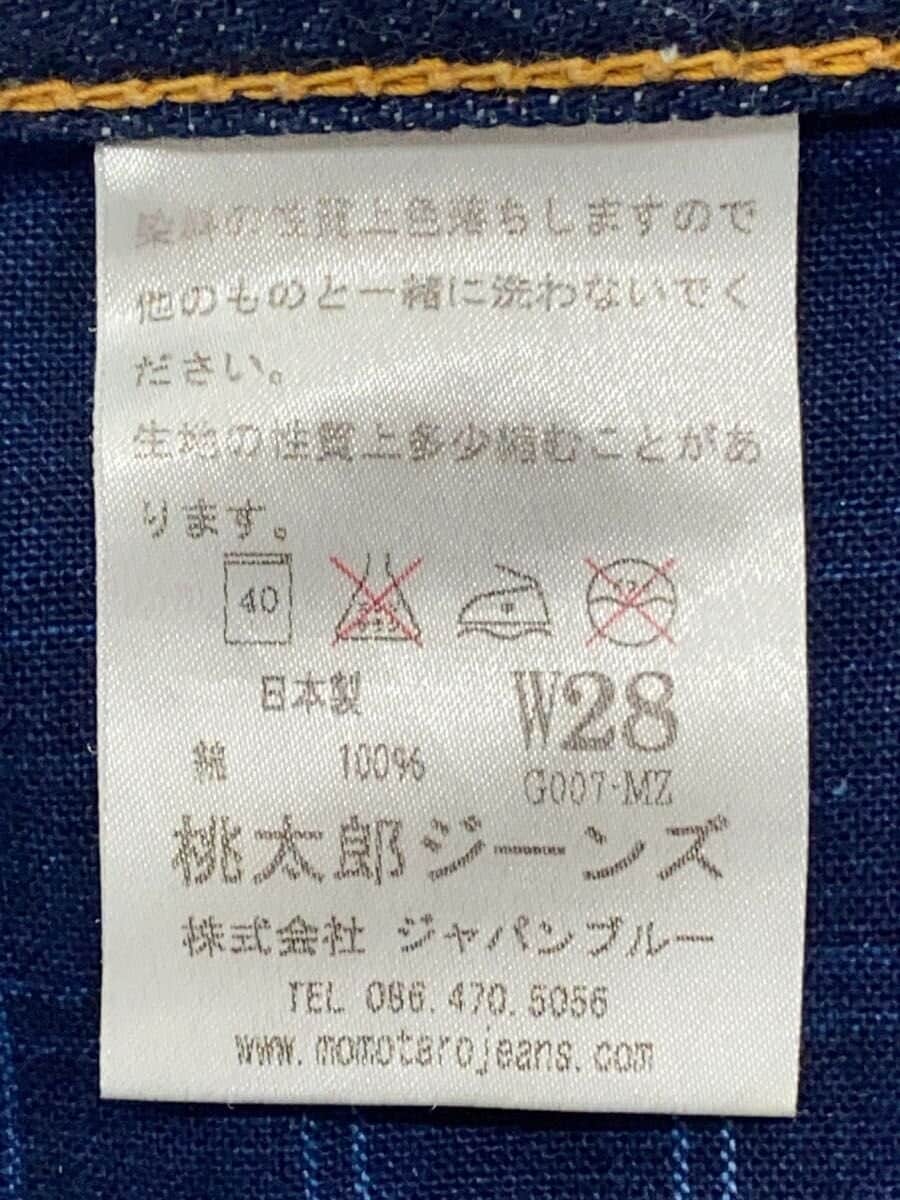 染料の性質上色落ちしますので
他のものと一緒に洗わないでく
ださい。
生地の性質上多少縮むことがあ
ります。
40
日本製
W28
綿 100%
G007-MZ
桃太郎ジーンズ
株式会社 ジャパンブルー
TEL 086.470.5056
www.momotarojeans.com